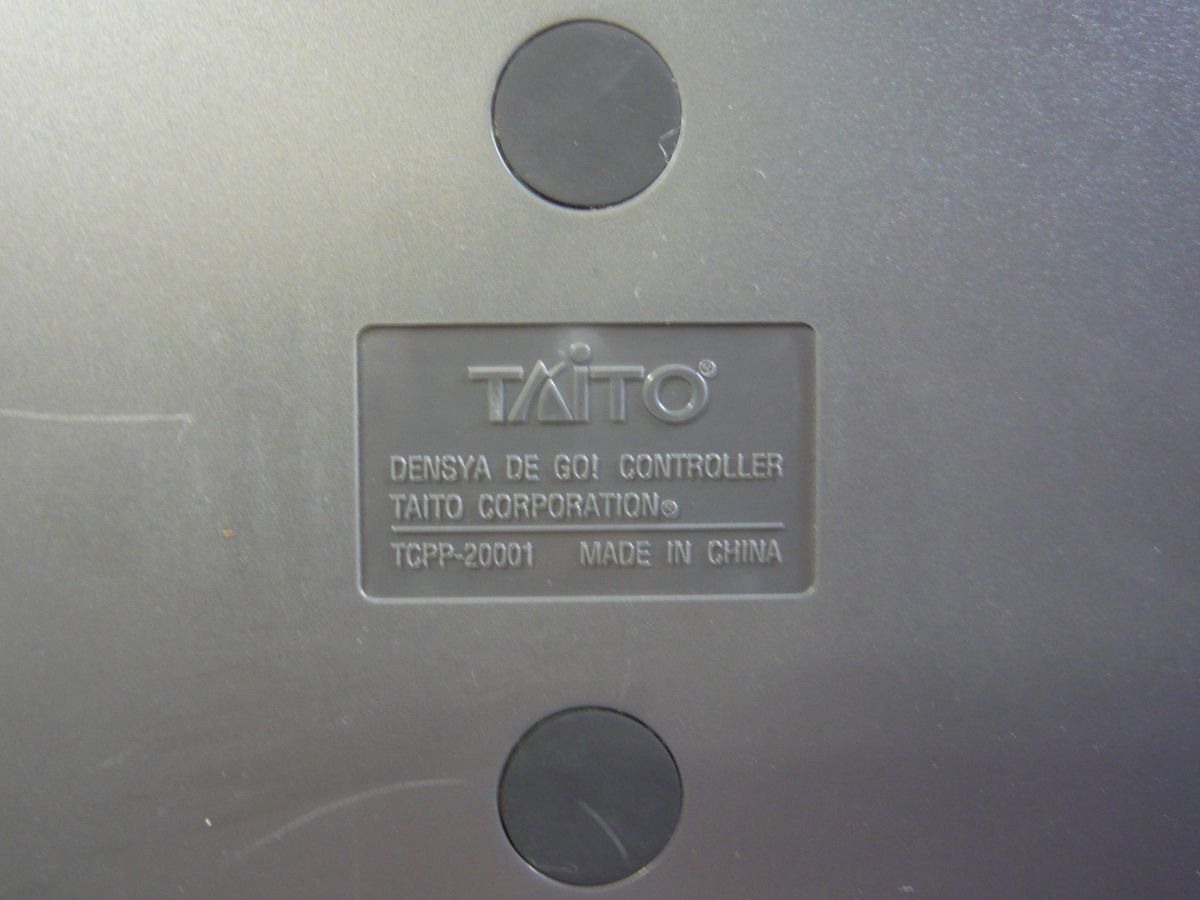 TAiTO®
DENSYA DE GO! CONTROLLER
TAITO CORPORATION®
TCPP-20001 MADE IN CHINA